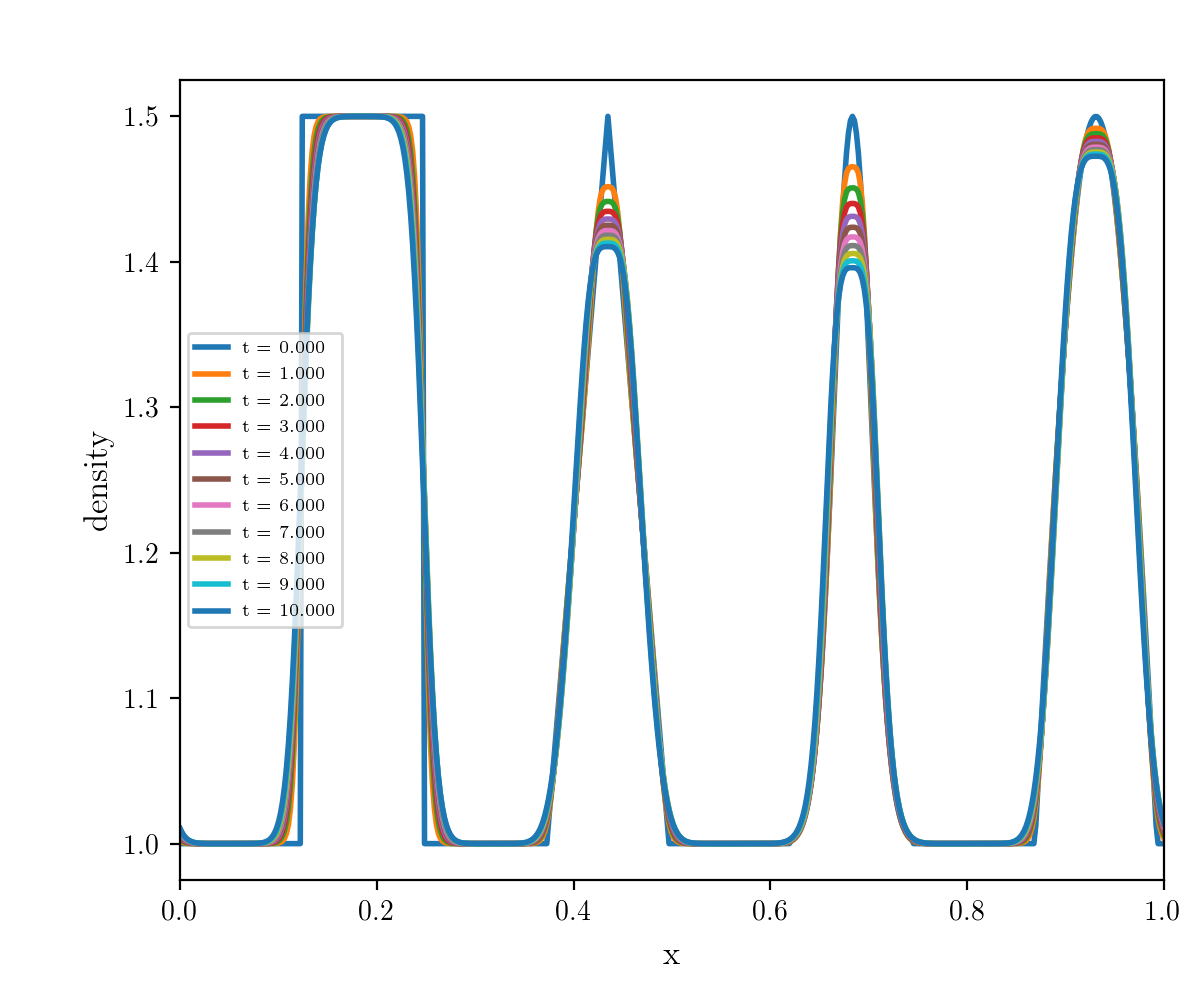 1.5
1.4
1.3
1.2
1.1
1.0
density
t = 0.000
t = 1.000
t = 2.000
t = 3.000
t = 4.000
t = 5.000
t = 6.000
t = 7.000
t = 8.000
t = 9.000
t = 10.000
0.0 0.2 0.4 0.6 0.8 1.0
x